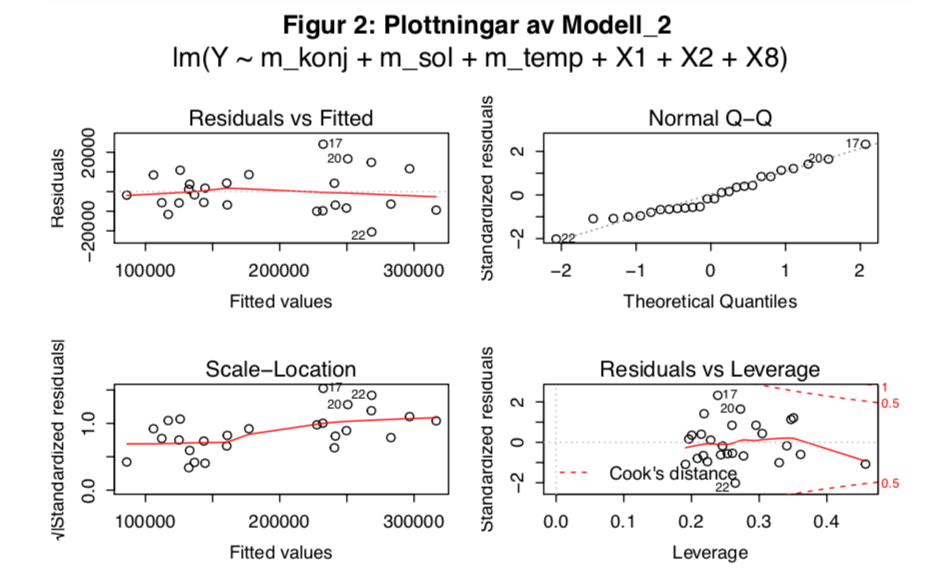 Figur 2: Plottningar av Modell_2
lm(Y ~ m_konj + m_sol + m_temp + X1 + X2 + X8)
Residuals vs Fitted
Residuals
20000
−20000
17
20
22
100000 200000 300000
Fitted values
Normal Q−Q
Standardized residuals
2
0
−2
17
20
22
−2 −1 0 1 2
Theoretical Quantiles
Scale−Location
√|Standardized residuals|
1.0
0.0
17
20
22
100000 200000 300000
Fitted values
Residuals vs Leverage
Standardized residuals
2
0
−2
17
20
22
Cook's distance
1
0.5
0.5
0.0 0.1 0.2 0.3 0.4
Leverage